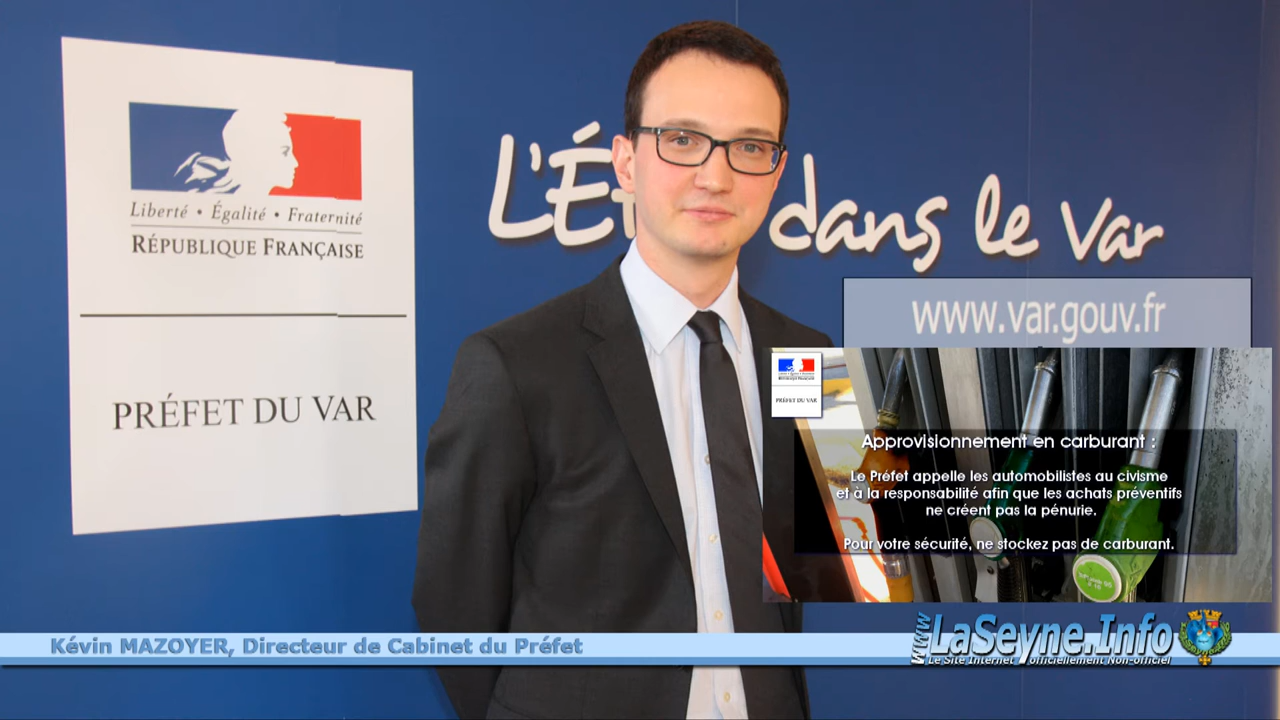 Liberté • Égalité • Fraternité
RÉPUBLIQUE FRANÇAISE
PRÉFET DU VAR
dans le Var
www.var.gouv.fr
PRÉFET DU VAR
Approvisionnement en carburant :
Le Préfet appelle les automobilistes au civisme
et à la responsabilité afin que les achats préventifs
ne créent pas la pénurie.
Pour votre sécurité, ne stockez pas de carburant.
Kévin MAZOYER, Directeur de Cabinet du Préfet
www.LaSeyne.Info
Le Site Internet officiellement Non-officiel